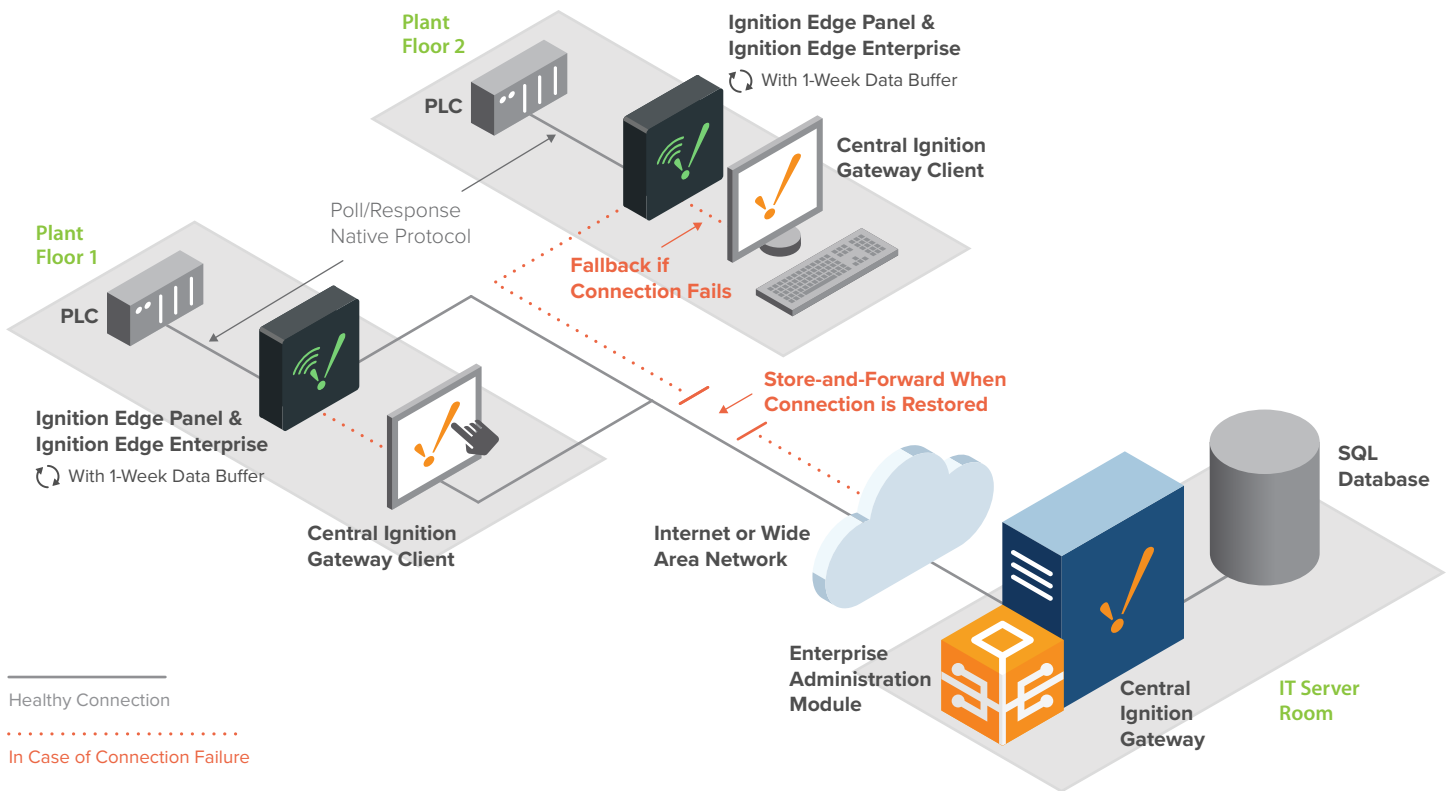 Plant
Floor 2
Ignition Edge Panel &
Ignition Edge Enterprise
With 1-Week Data Buffer
PLC
Central Ignition
Gateway Client
Poll/Response
Native Protocol
Fallback if
Connection Fails
Plant
Floor 1
PLC
Ignition Edge Panel &
Ignition Edge Enterprise
With 1-Week Data Buffer
Central Ignition
Gateway Client
Store-and-Forward When
Connection is Restored
Internet or Wide
Area Network
SQL
Database
Enterprise
Administration
Module
Central
Ignition
Gateway
IT Server
Room
Healthy Connection
In Case of Connection Failure